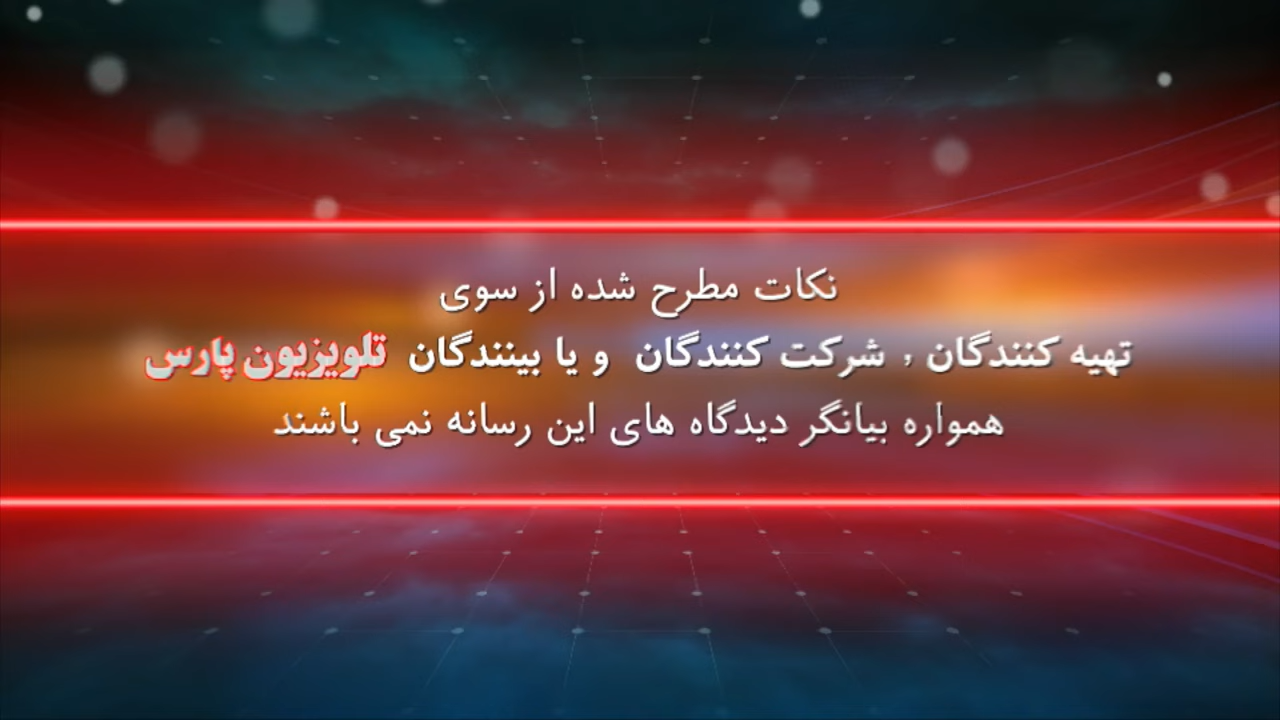 نکات مطرح شده از سوی
تهیه کنندگان , شرکت کنندگان و یا بینندگان تلویزیون پارس
همواره بیانگر دیدگاه های این رسانه نمی باشند